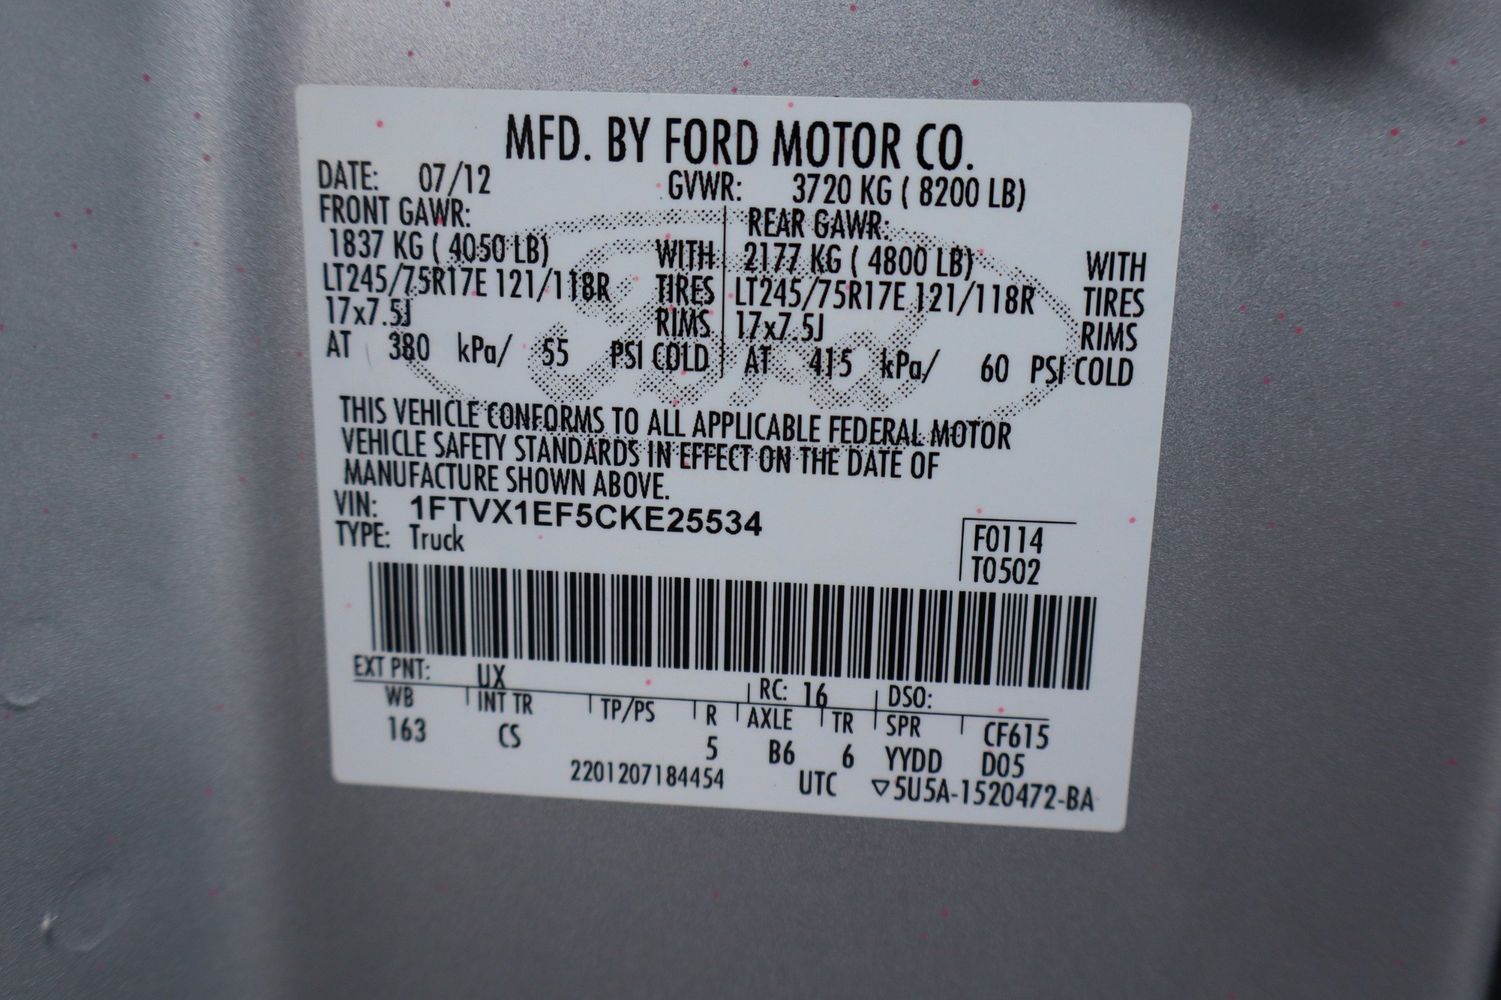 MFD. BY FORD MOTOR CO.
DATE: 07/12 GVWR: 3720 KG ( 8200 LB)
FRONT GAWR: REAR GAWR:
1837 KG ( 4050 LB) WITH 2177 KG ( 4800 LB) WITH
LT245/75R17E 121/118R TIRES LT245/75R17E 121/118R TIRES
17x7.5J RIMS 17x7.5J RIMS
AT 380 kPa/ 55 PSI COLD AT 415 kPa/ 60 PSI COLD
Ford
THIS VEHICLE CONFORMS TO ALL APPLICABLE FEDERAL MOTOR
VEHICLE SAFETY STANDARDS IN EFFECT ON THE DATE OF
MANUFACTURE SHOWN ABOVE.
VIN: 1FTVX1EF5CKE25534
TYPE: Truck
F0114
T0502
EXT PNT: UX RC: 16 DSO:
WB INT TR TP/PS R AXLE TR SPR CF615
163 CS 5 B6 6 YYDD D05
2201207184454 UTC ▽5U5A-1520472-BA